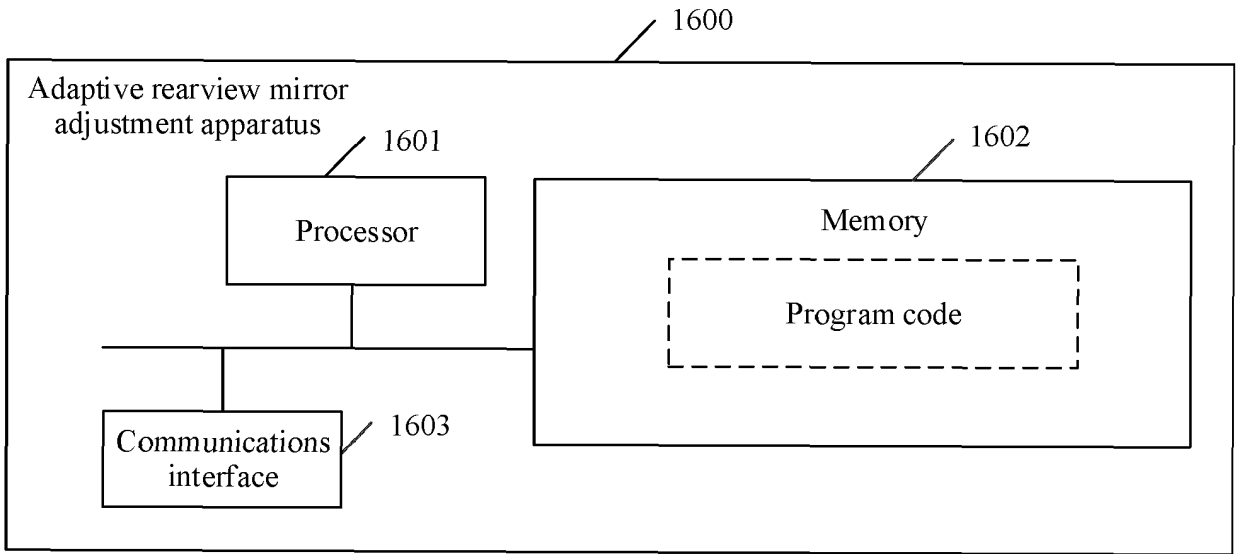 1600
Adaptive rearview mirror
adjustment apparatus
1601
Processor
1602
Memory
Program code
1603
Communications
interface